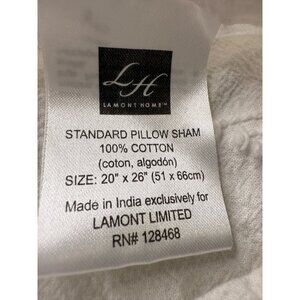 LH
LAMONT HOME™
STANDARD PILLOW SHAM
100% COTTON
(coton, algodón)
SIZE: 20" x 26" (51 x 66cm)
Made in India exclusively for
LAMONT LIMITED
RN# 128468